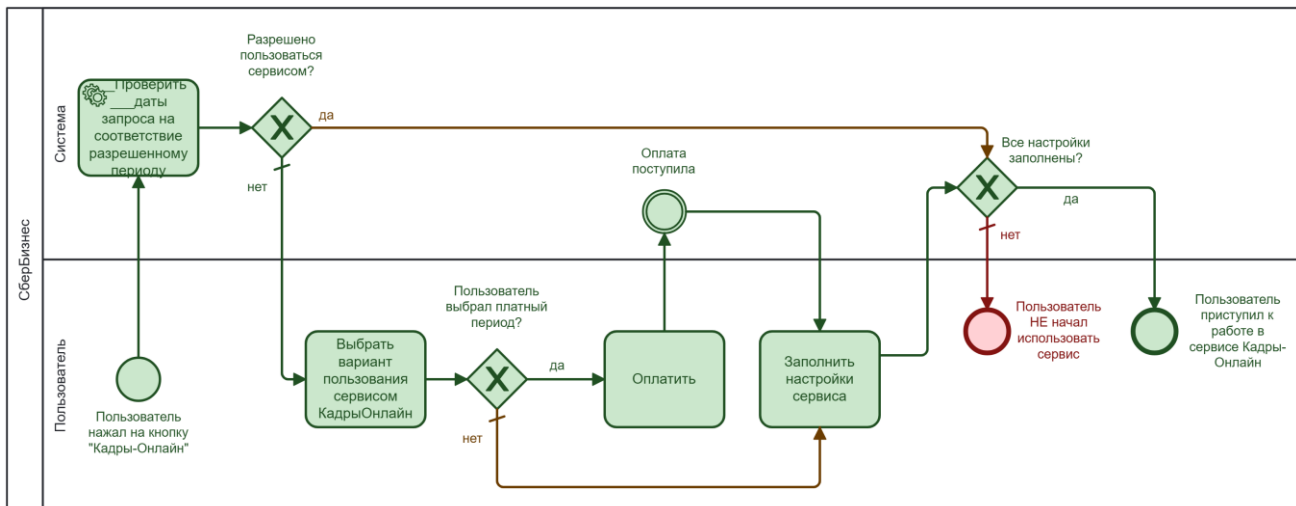 СберБизнес
Система
Пользователь
__Проверить
___даты
запроса на
соответствие
разрешенному
периоду
Разрешено
пользоваться
сервисом?
да
нет
Оплата
поступила
Все настройки
заполнены?
да
нет
Пользователь
нажал на кнопку
"Кадры-Онлайн"
Выбрать
вариант
пользования
сервисом
КадрыОнлайн
Пользователь
выбрал платный
период?
да
нет
Оплатить
Заполнить
настройки
сервиса
Пользователь
НЕ начал
использовать
сервис
Пользователь
приступил к
работе в
сервисе Кадры-
Онлайн